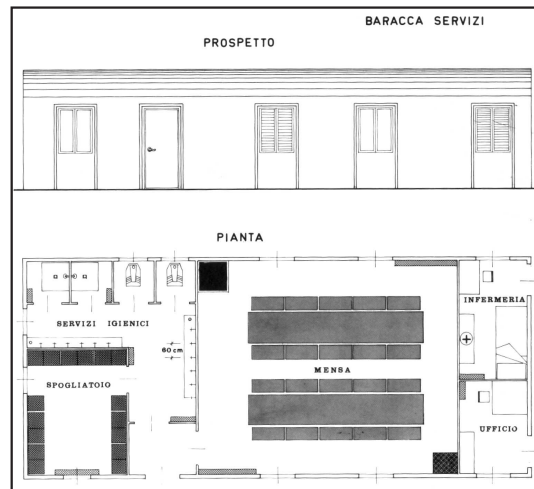 BARACCA SERVIZI
PROSPETTO
PIANTA
SERVIZI IGIENICI
60 cm
SPOGLIATOIO
MENSA
INFERMERIA
UFFICIO